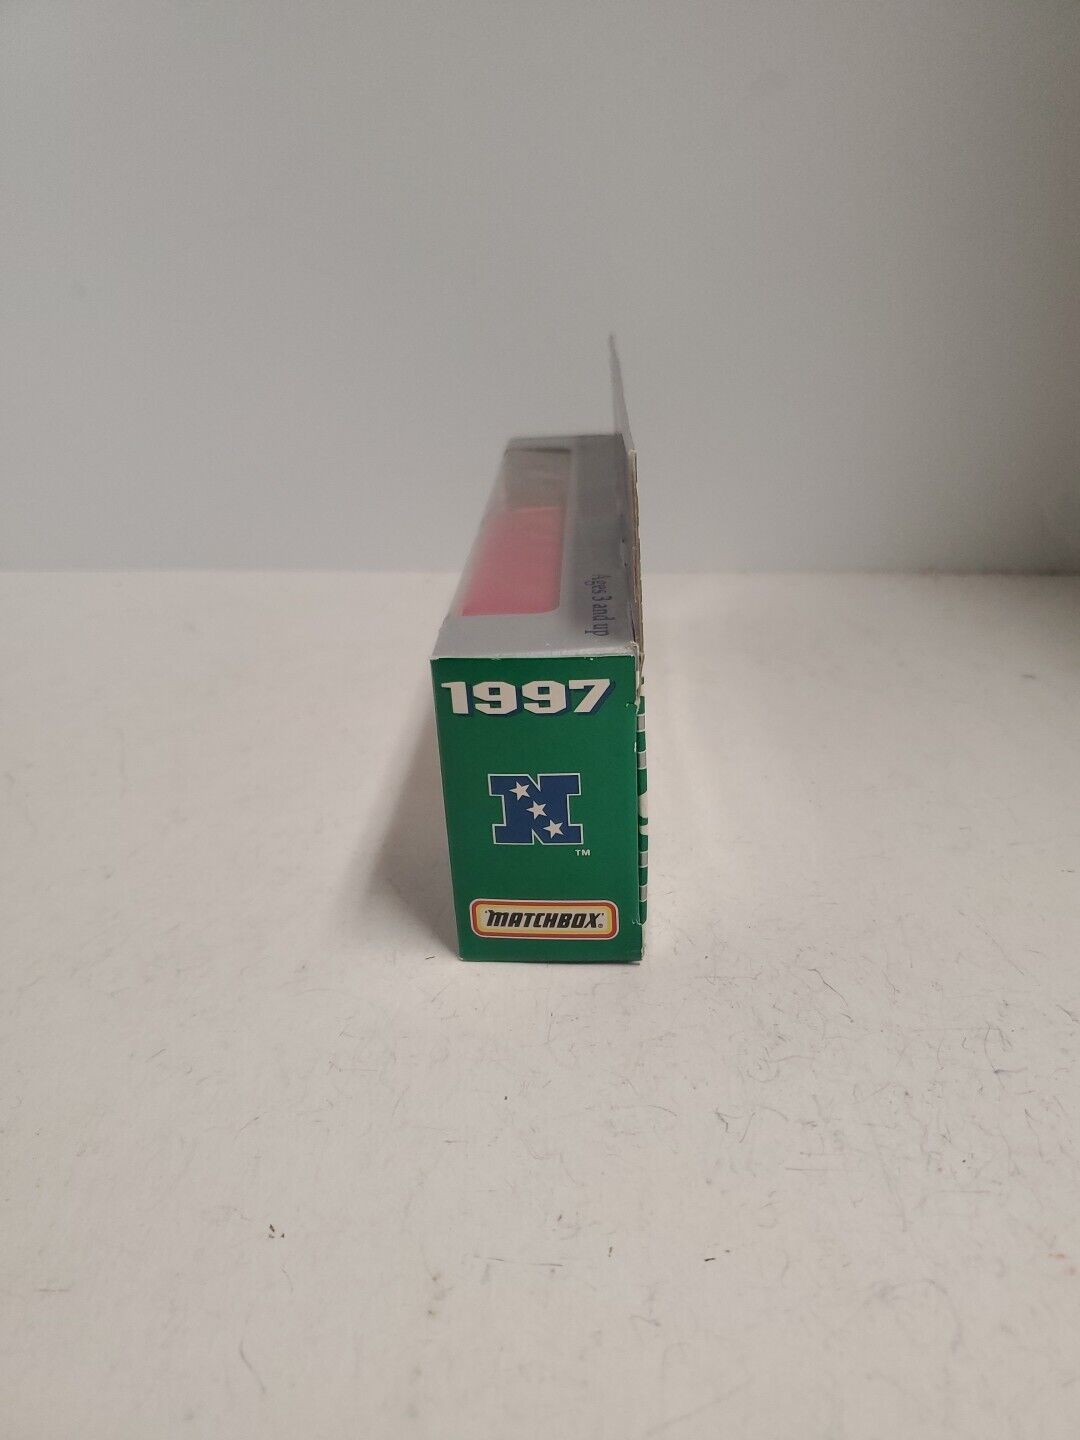 Ages 3 and up
1997
N
TM
MATCHBOX®